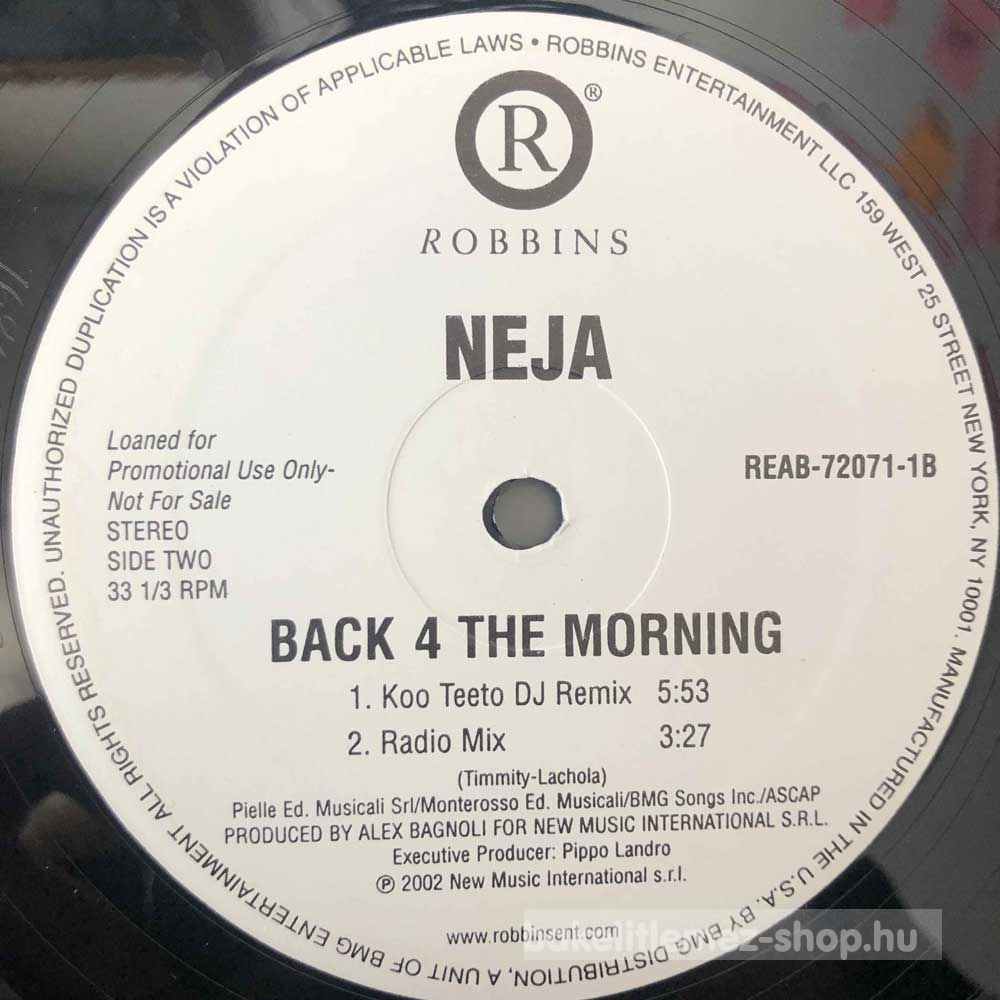 R ®
ROBBINS
NEJA
Loaned for
Promotional Use Only-
Not For Sale
STEREO
SIDE TWO
33 1/3 RPM
REAB-72071-1B
BACK 4 THE MORNING
1. Koo Teeto DJ Remix 5:53
2. Radio Mix 3:27
(Timmity-Lachola)
Pielle Ed. Musicali Srl/Monterosso Ed. Musicali/BMG Songs Inc./ASCAP
PRODUCED BY ALEX BAGNOLI FOR NEW MUSIC INTERNATIONAL S.R.L.
Executive Producer: Pippo Landro
℗ 2002 New Music International s.r.l.
www.robbinsent.com
ALL RIGHTS RESERVED. UNAUTHORIZED DUPLICATION IS A VIOLATION OF APPLICABLE LAWS • ROBBINS ENTERTAINMENT LLC 159 WEST 25 STREET NEW YORK, NY 10001. MANUFACTURED IN THE U.S.A. BY BMG DISTRIBUTION, A UNIT OF BMG ENTERTAINMENT
bakelitlemez-shop.hu